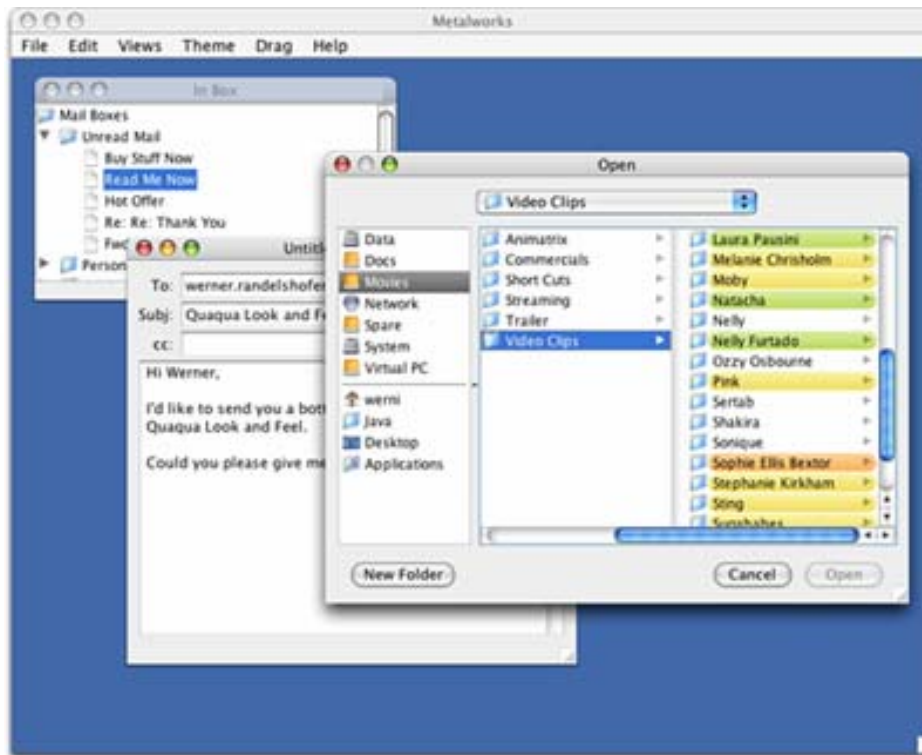 Metalworks
File Edit Views Theme Drag Help
In Box
Mail Boxes
Unread Mail
Buy Stuff Now
Read Me Now
Hot Offer
Re: Re: Thank You
Person
To: werner.randelshofer
Subj: Quaqua Look and
cc:
Hi Werner,
I'd like to send you a
Quaqua Look and Feel.
Could you please give me
Open
Video Clips
Data
Docs
Movies
Network
Spare
System
Virtual PC
werni
Java
Desktop
Applications
Animatrix
Commercials
Short Cuts
Streaming
Trailer
Video Clips
Laura Pausini
Melanie Chrisholm
Moby
Natacha
Nelly
Nelly Furtado
Ozzy Osbourne
Pink
Sertab
Shakira
Sonique
Sophie Ellis Bextor
Stephanie Kirkham
Sting
New Folder
Cancel
Open